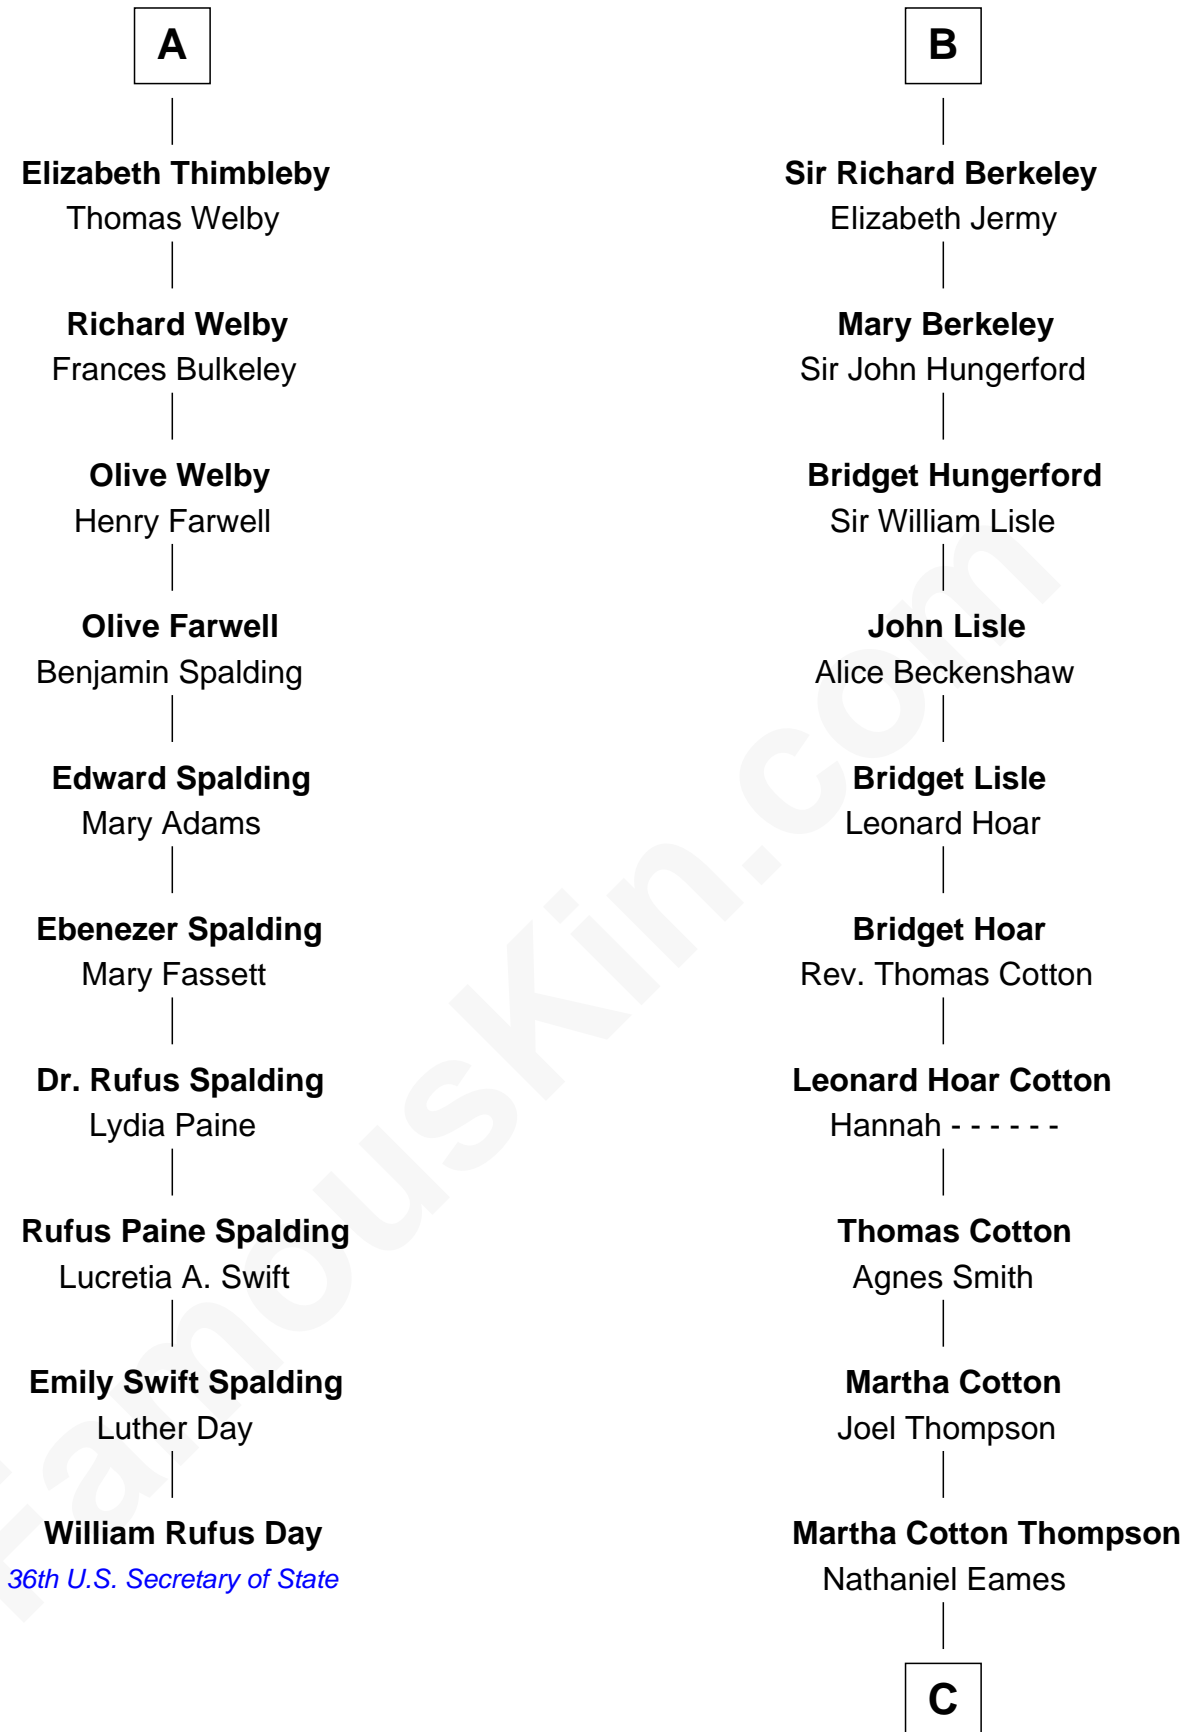 A
Elizabeth Thimbleby
Thomas Welby
Richard Welby
Frances Bulkeley
Olive Welby
Henry Farwell
Olive Farwell
Benjamin Spalding
Edward Spalding
Mary Adams
Ebenezer Spalding
Mary Fassett
Dr. Rufus Spalding
Lydia Paine
Rufus Paine Spalding
Lucretia A. Swift
Emily Swift Spalding
Luther Day
William Rufus Day
36th U.S. Secretary of State
B
Sir Richard Berkeley
Elizabeth Jermy
Mary Berkeley
Sir John Hungerford
Bridget Hungerford
Sir William Lisle
John Lisle
Alice Beckenshaw
Bridget Lisle
Leonard Hoar
Bridget Hoar
Rev. Thomas Cotton
Leonard Hoar Cotton
Hannah - - - - - -
Thomas Cotton
Agnes Smith
Martha Cotton
Joel Thompson
Martha Cotton Thompson
Nathaniel Eames
C
FamousKin.com